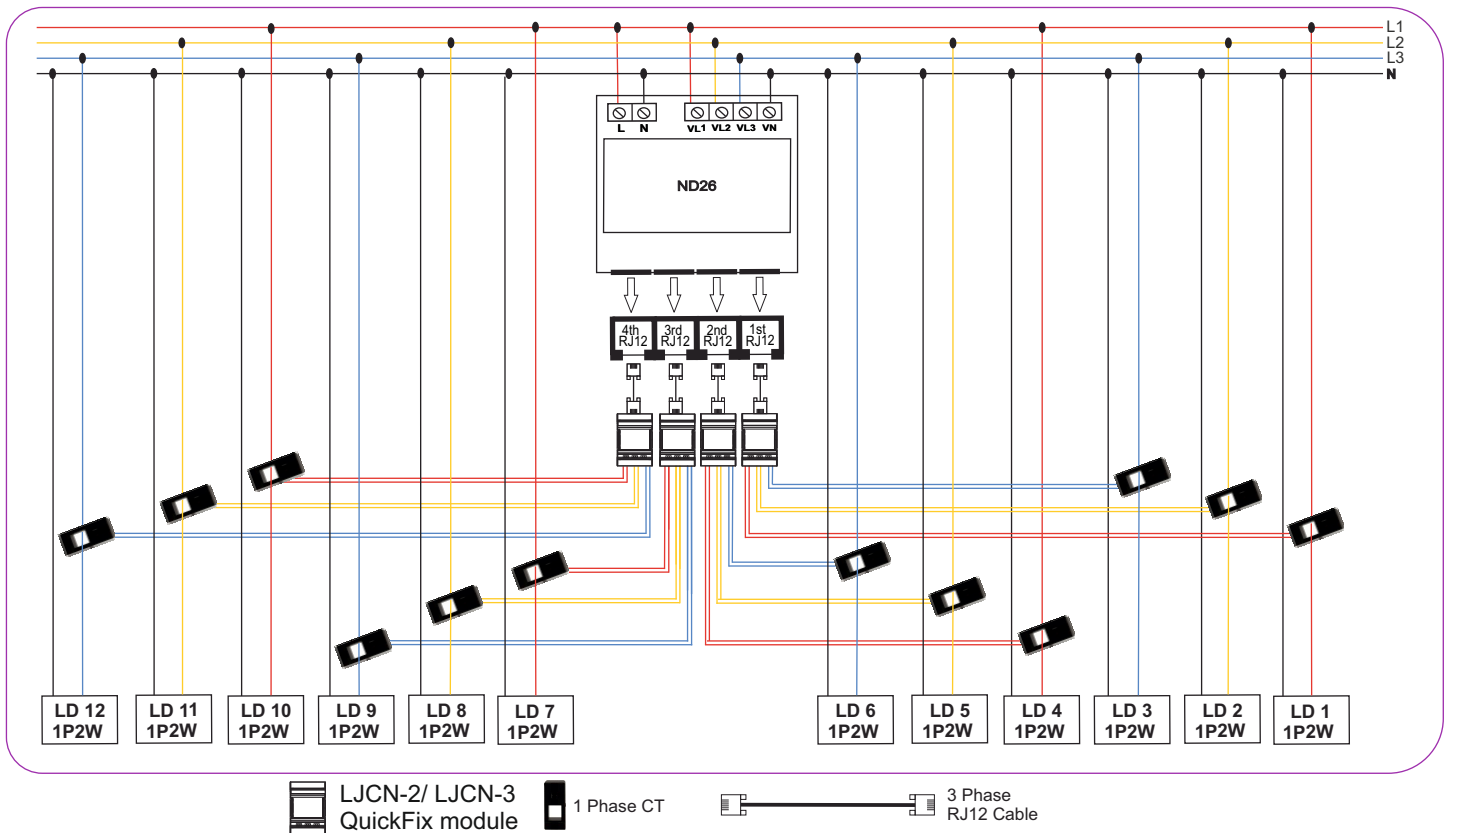 L1
L2
L3
N
L N VL1 VL2 VL3 VN
ND26
4th
RJ12
3rd
RJ12
2nd
RJ12
1st
RJ12
LD 12
1P2W
LD 11
1P2W
LD 10
1P2W
LD 9
1P2W
LD 8
1P2W
LD 7
1P2W
LD 6
1P2W
LD 5
1P2W
LD 4
1P2W
LD 3
1P2W
LD 2
1P2W
LD 1
1P2W
LJCN-2/ LJCN-3
QuickFix module
1 Phase CT
3 Phase
RJ12 Cable